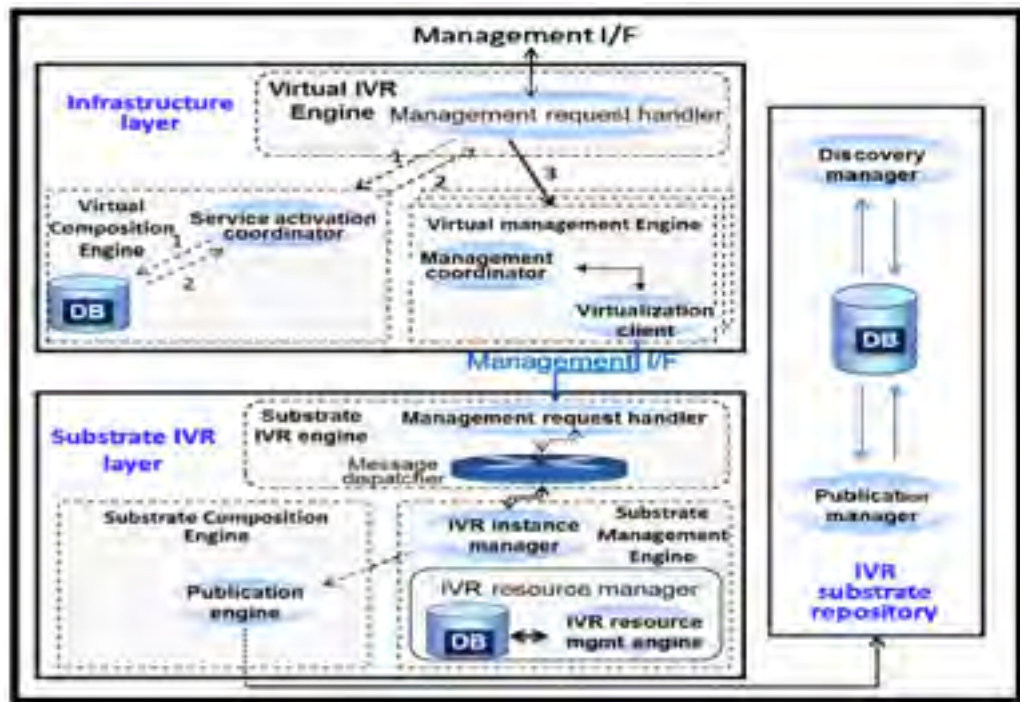 Management I/F
Infrastructure
layer
Virtual IVR
Engine
Management request handler
1
2
3
Virtual
Composition
Engine
Service activation
coordinator
1
2
DB
Virtual management Engine
Management
coordinator
Virtualization
client
Management I/F
Substrate IVR
layer
Substrate
IVR engine
Management request handler
Message
dispatcher
Substrate Composition
Engine
Publication
engine
IVR instance
manager
Substrate
Management
Engine
IVR resource manager
DB
IVR resource
mgmt engine
Discovery
manager
DB
Publication
manager
IVR
substrate
repository